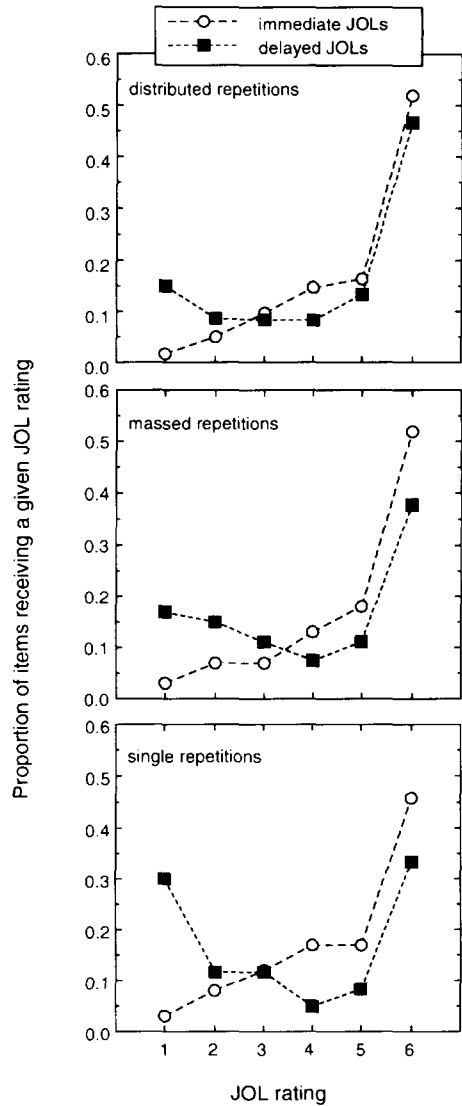 immediate JOLs
delayed JOLs
0.6
distributed repetitions
0.5
0.4
0.3
0.2
0.1
0.0
0.6
massed repetitions
0.5
0.4
0.3
0.2
0.1
0.0
0.6
single repetitions
0.5
0.4
0.3
0.2
0.1
0.0
1 2 3 4 5 6
JOL rating
Proportion of items receiving a given JOL rating